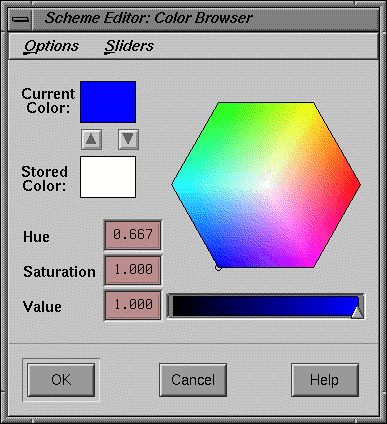 Scheme Editor: Color Browser
Options Sliders
Current
Color:
Stored
Color:
Hue 0.667
Saturation 1.000
Value 1.000
OK Cancel Help